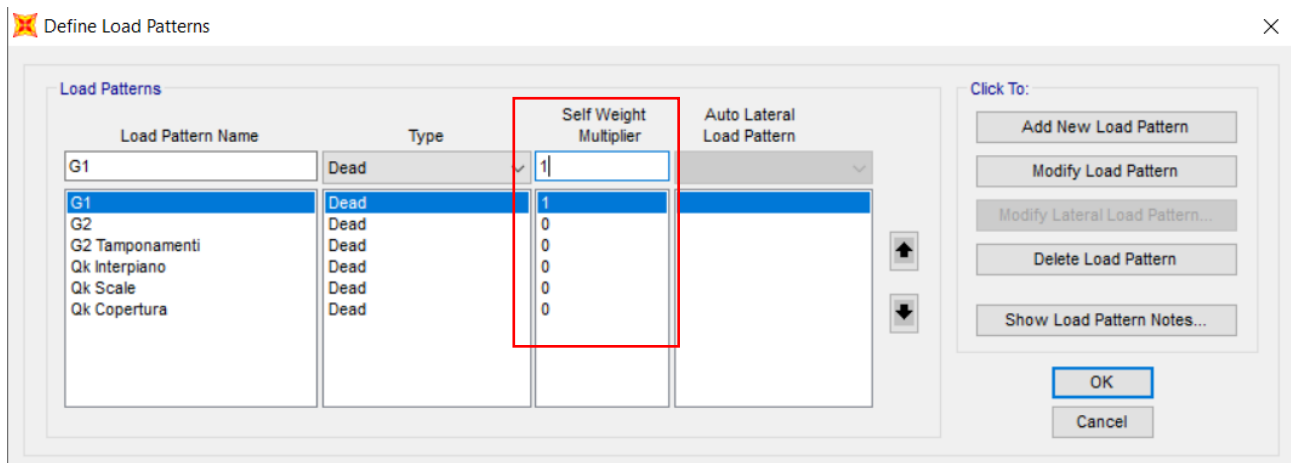 Define Load Patterns
Load Patterns
Click To:
Load Pattern Name
Type
Self Weight
Multiplier
Auto Lateral
Load Pattern
G1
Dead
1
G1 Dead 1
G2 Dead 0
G2 Tamponamenti Dead 0
Qk Interpiano Dead 0
Qk Scale Dead 0
Qk Copertura Dead 0
Add New Load Pattern
Modify Load Pattern
Modify Lateral Load Pattern...
Delete Load Pattern
Show Load Pattern Notes...
OK
Cancel